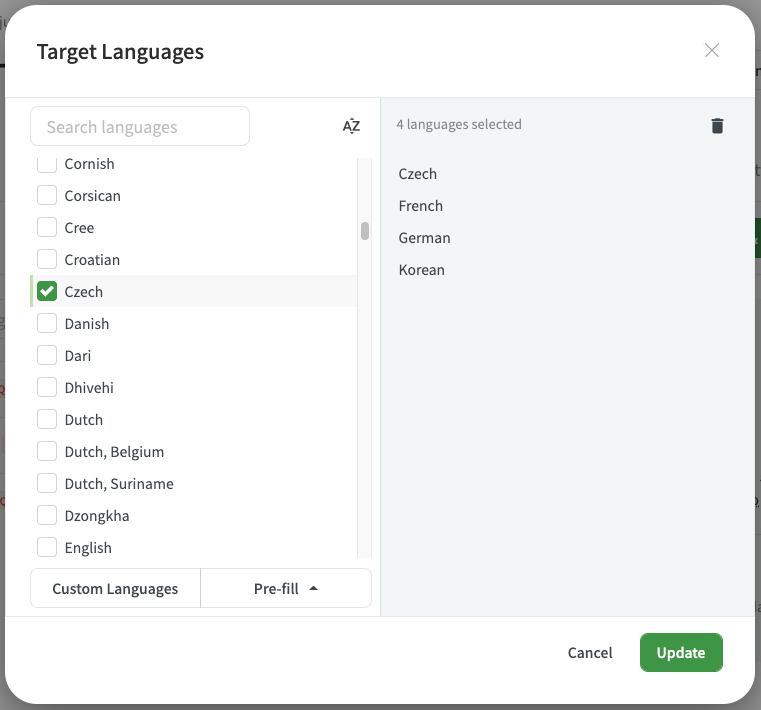 Target Languages
Search languages
AZ
4 languages selected
Cornish
Corsican
Cree
Croatian
Czech
Danish
Dari
Dhivehi
Dutch
Dutch, Belgium
Dutch, Suriname
Dzongkha
English
Czech
French
German
Korean
Custom Languages
Pre-fill
Cancel
Update